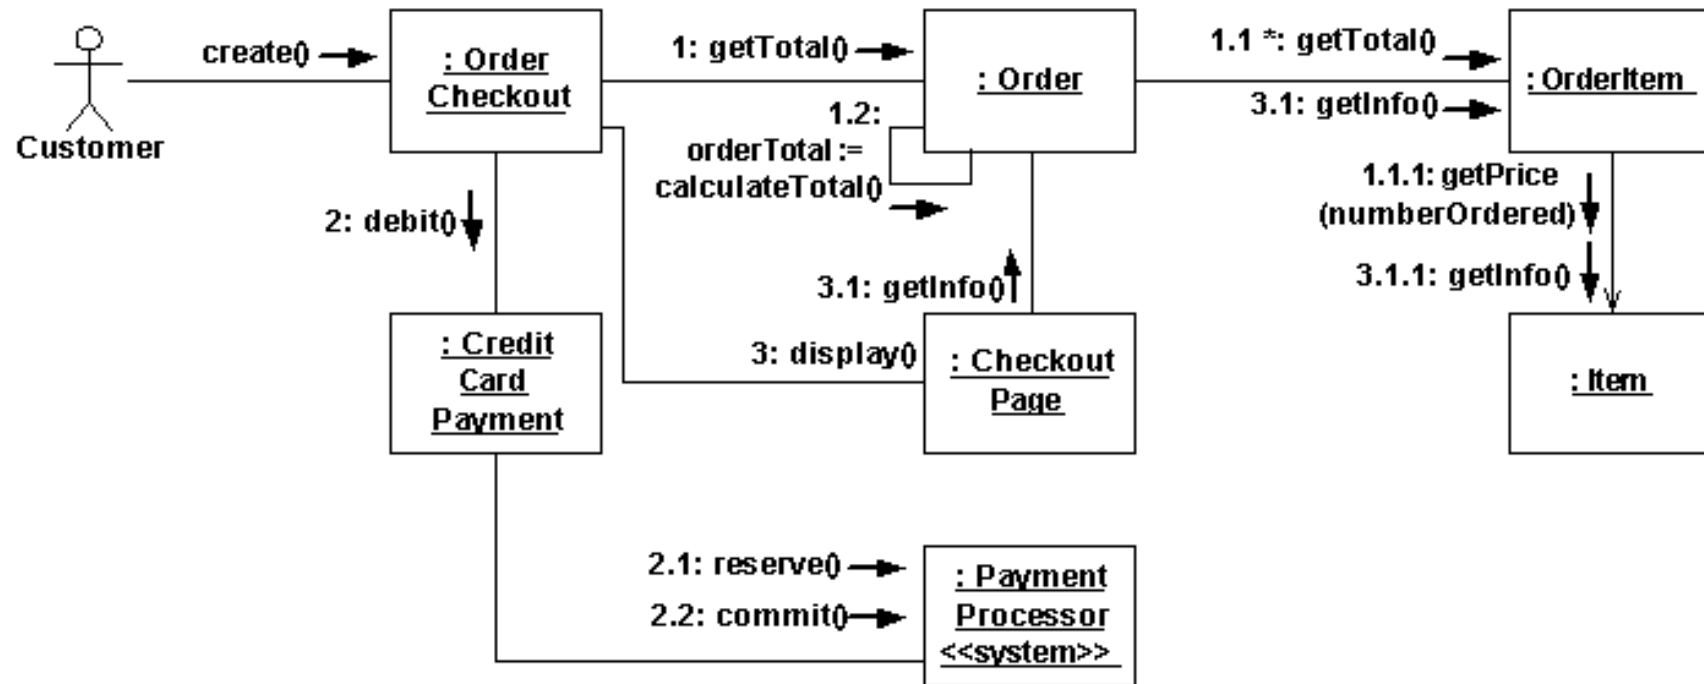 create()
1: getTotal()
1.1 *: getTotal()
: Order
Checkout
: Order
: OrderItem
3.1: getInfo()
Customer
1.2:
orderTotal :=
calculateTotal()
1.1.1: getPrice
(numberOrdered)
2: debit()
3.1: getInfo()
3.1.1: getInfo()
: Credit
Card
Payment
3: display()
: Checkout
Page
: Item
2.1: reserve()
2.2: commit()
: Payment
Processor
<<system>>